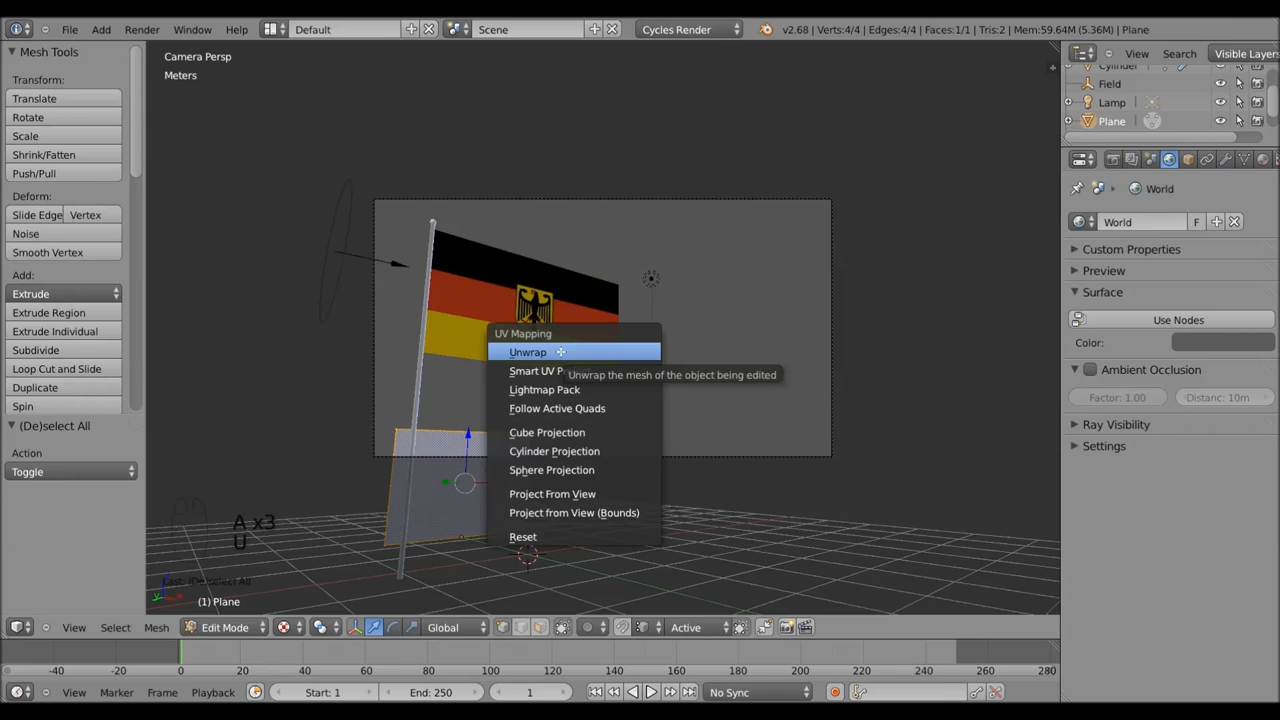 File Add Render Window Help Default Scene Cycles Render v2.68 | Verts:4/4 | Edges:4/4 | Faces:1/1 | Tris:2 | Mem:59.64M (5.36M) | Plane
Mesh Tools
Transform:
Translate
Rotate
Scale
Shrink/Fatten
Push/Pull
Deform:
Slide Edge Vertex
Noise
Smooth Vertex
Add:
Extrude
Extrude Region
Extrude Individual
Subdivide
Loop Cut and Slide
Duplicate
Spin
(De)select All
Action
Toggle
Camera Persp
Meters
UV Mapping
Unwrap
Smart UV P
Unwrap the mesh of the object being edited
Lightmap Pack
Follow Active Quads
Cube Projection
Cylinder Projection
Sphere Projection
Project From View
Project from View (Bounds)
Reset
A x3
U
Last: (De)select All
(1) Plane
View Select Mesh Edit Mode Global Active
-40 -20 0 20 40 60 80 100 120 140 160 180 200 220 240 260 280
View Marker Frame Playback Start: 1 End: 250 1 No Sync
View Search Visible Layers
Cylinder
Field
Lamp
Plane
World
World F
Custom Properties
Preview
Surface
Use Nodes
Color:
Ambient Occlusion
Factor: 1.00 Distanc: 10m
Ray Visibility
Settings